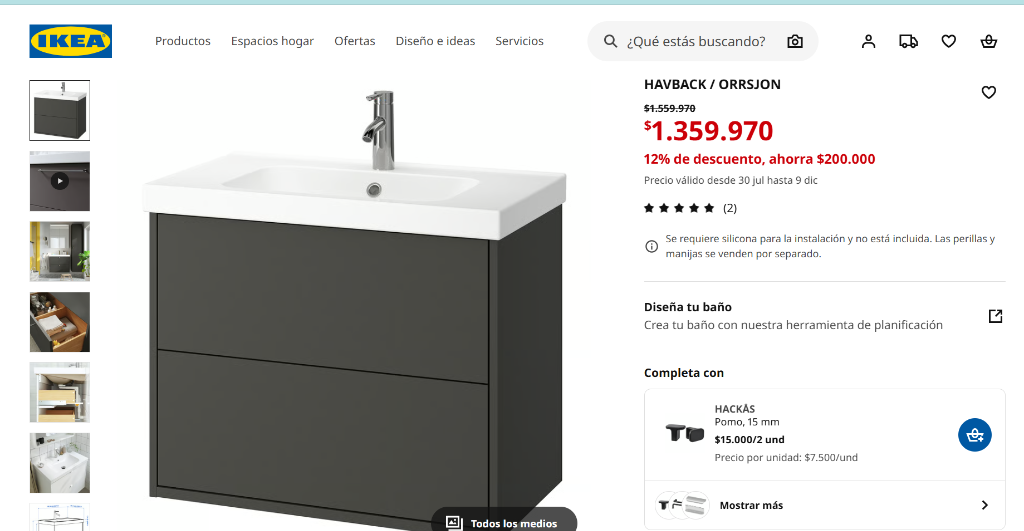 IKEA
Productos
Espacios hogar
Ofertas
Diseño e ideas
Servicios
¿Qué estás buscando?
HAVBACK / ORRSJON
$1.559.970
$1.359.970
12% de descuento, ahorra $200.000
Precio válido desde 30 jul hasta 9 dic
(2)
Se requiere silicona para la instalación y no está incluida. Las perillas y
manijas se venden por separado.
Diseña tu baño
Crea tu baño con nuestra herramienta de planificación
Completa con
HACKÅS
Pomo, 15 mm
$15.000/2 und
Precio por unidad: $7.500/und
Mostrar más
Todos los medios